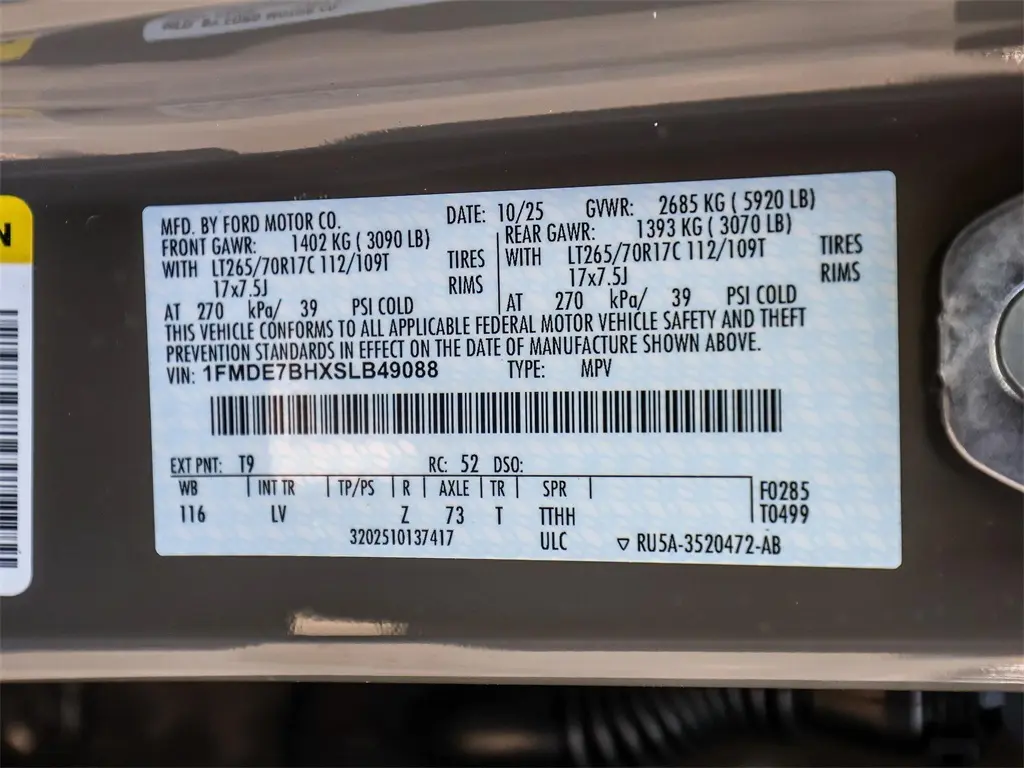 MFD. BY FORD MOTOR CO
N
MFD. BY FORD MOTOR CO. DATE: 10/25 GVWR: 2685 KG ( 5920 LB)
FRONT GAWR: 1402 KG ( 3090 LB) REAR GAWR: 1393 KG ( 3070 LB)
WITH LT265/70R17C 112/109T TIRES WITH LT265/70R17C 112/109T TIRES
17x7.5J RIMS 17x7.5J RIMS
AT 270 kPa/ 39 PSI COLD AT 270 kPa/ 39 PSI COLD
THIS VEHICLE CONFORMS TO ALL APPLICABLE FEDERAL MOTOR VEHICLE SAFETY AND THEFT
PREVENTION STANDARDS IN EFFECT ON THE DATE OF MANUFACTURE SHOWN ABOVE.
VIN: 1FMDE7BHXSLB49088 TYPE: MPV
EXT PNT: T9 RC: 52 DSO:
WB INT TR TP/PS R AXLE TR SPR F0285
116 LV Z 73 T TTHH T0499
3202510137417 ULC ▽ RU5A-3520472-AB